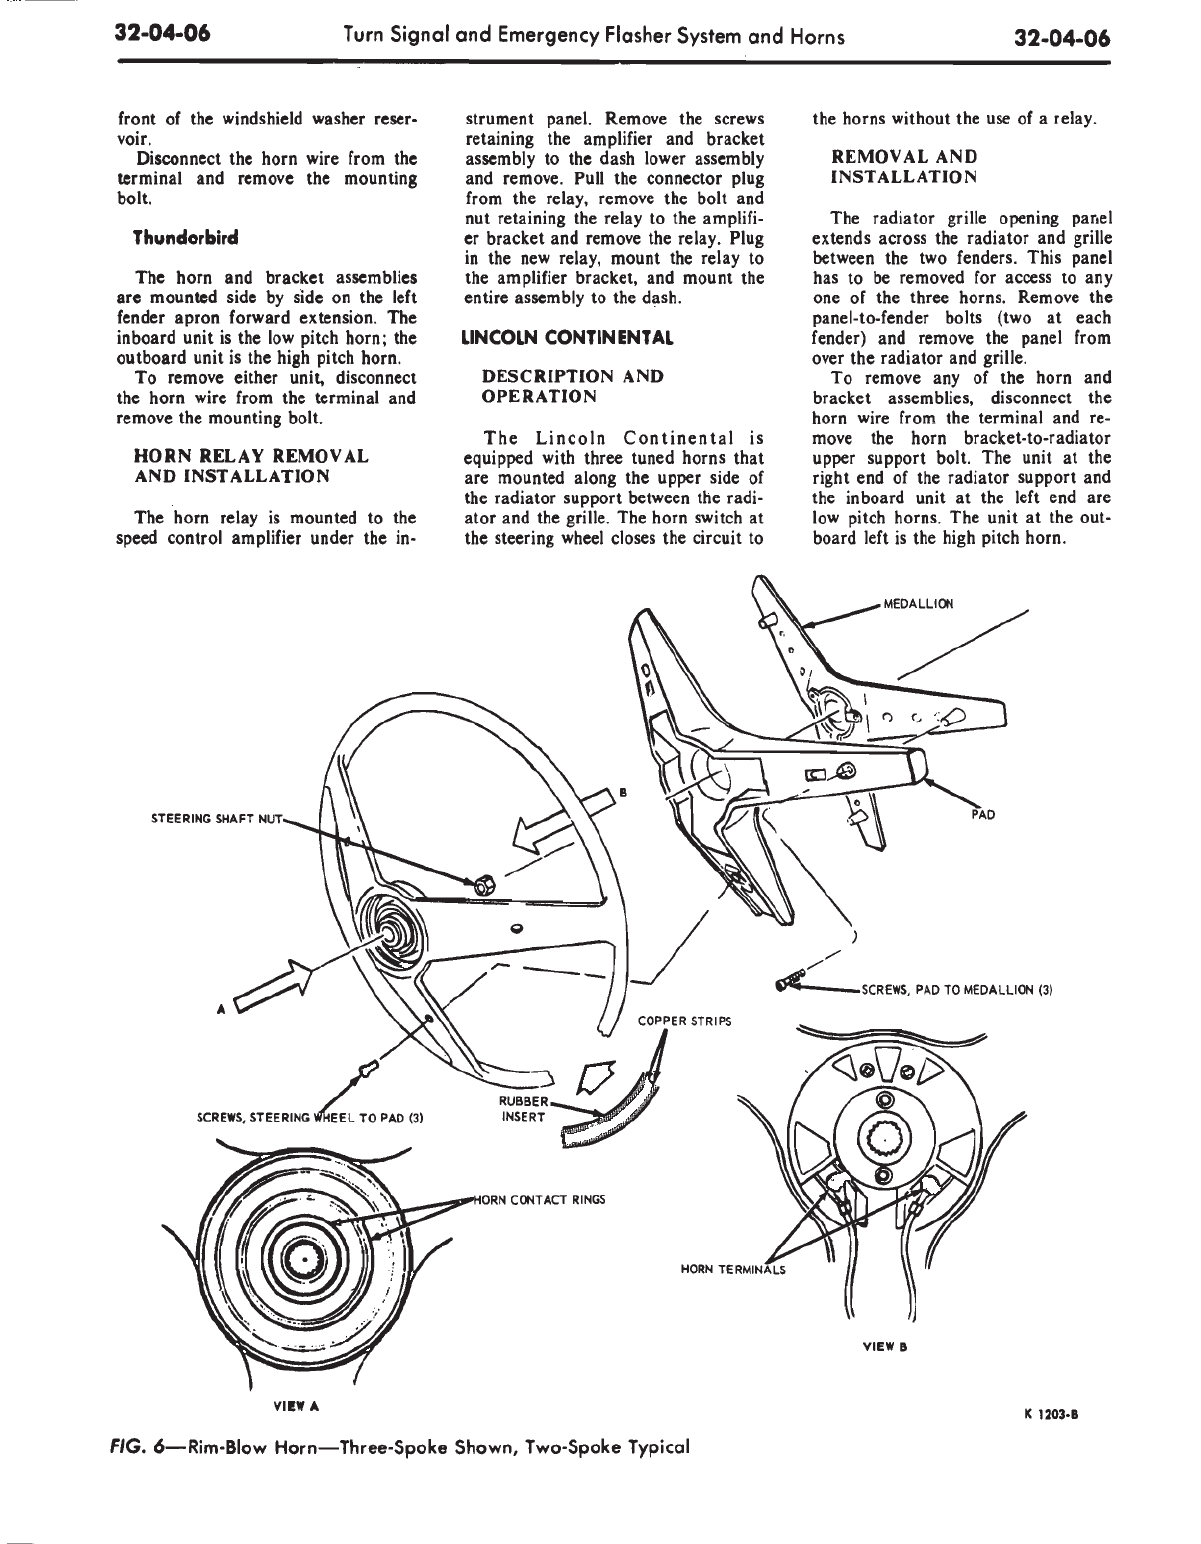 32-04-06
Turn Signal and Emergency Flasher System and Horns
32-04-06
front of the windshield washer reser-
voir.
Disconnect the horn wire from the
terminal and remove the mounting
bolt.
Thunderbird
The horn and bracket assemblies
are mounted side by side on the left
fender apron forward extension. The
inboard unit is the low pitch horn; the
outboard unit is the high pitch horn.
To remove either unit, disconnect
the horn wire from the terminal and
remove the mounting bolt.
HORN RELAY REMOVAL
AND INSTALLATION
The horn relay is mounted to the
speed control amplifier under the in-
strument panel. Remove the screws
retaining the amplifier and bracket
assembly to the dash lower assembly
and remove. Pull the connector plug
from the relay, remove the bolt and
nut retaining the relay to the amplifi-
er bracket and remove the relay. Plug
in the new relay, mount the relay to
the amplifier bracket, and mount the
entire assembly to the dash.
LINCOLN CONTINENTAL
DESCRIPTION AND
OPERATION
The Lincoln Continental is
equipped with three tuned horns that
are mounted along the upper side of
the radiator support between the radi-
ator and the grille. The horn switch at
the steering wheel closes the circuit to
the horns without the use of a relay.
REMOVAL AND
INSTALLATION
The radiator grille opening panel
extends across the radiator and grille
between the two fenders. This panel
has to be removed for access to any
one of the three horns. Remove the
panel-to-fender bolts (two at each
fender) and remove the panel from
over the radiator and grille.
To remove any of the horn and
bracket assemblies, disconnect the
horn wire from the terminal and re-
move the horn bracket-to-radiator
upper support bolt. The unit at the
right end of the radiator support and
the inboard unit at the left end are
low pitch horns. The unit at the out-
board left is the high pitch horn.
MEDALLION
B
STEERING SHAFT NUT
PAD
A
SCREWS, PAD TO MEDALLION (3)
COPPER STRIPS
RUBBER
INSERT
SCREWS, STEERING WHEEL TO PAD (3)
HORN CONTACT RINGS
HORN TERMINALS
VIEW B
VIEW A
K 1203-B
FIG. 6—Rim-Blow Horn—Three-Spoke Shown, Two-Spoke Typical